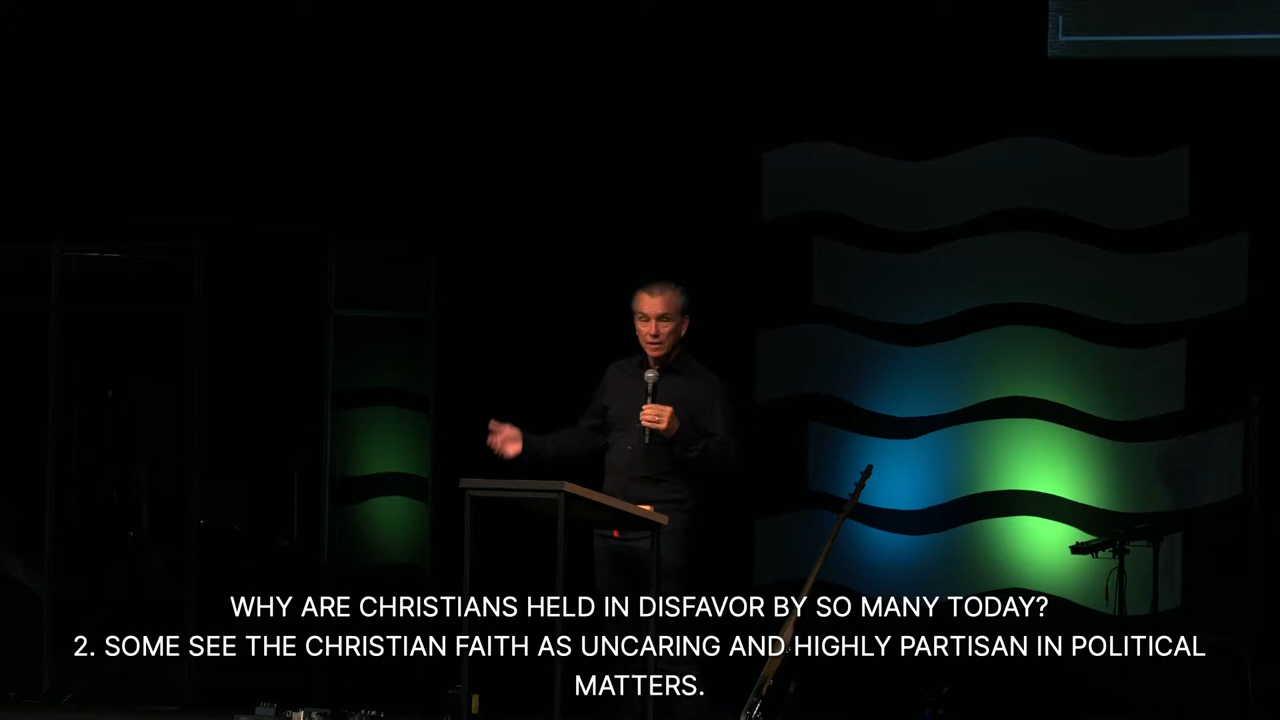 WHY ARE CHRISTIANS HELD IN DISFAVOR BY SO MANY TODAY?
2. SOME SEE THE CHRISTIAN FAITH AS UNCARING AND HIGHLY PARTISAN IN POLITICAL
MATTERS.